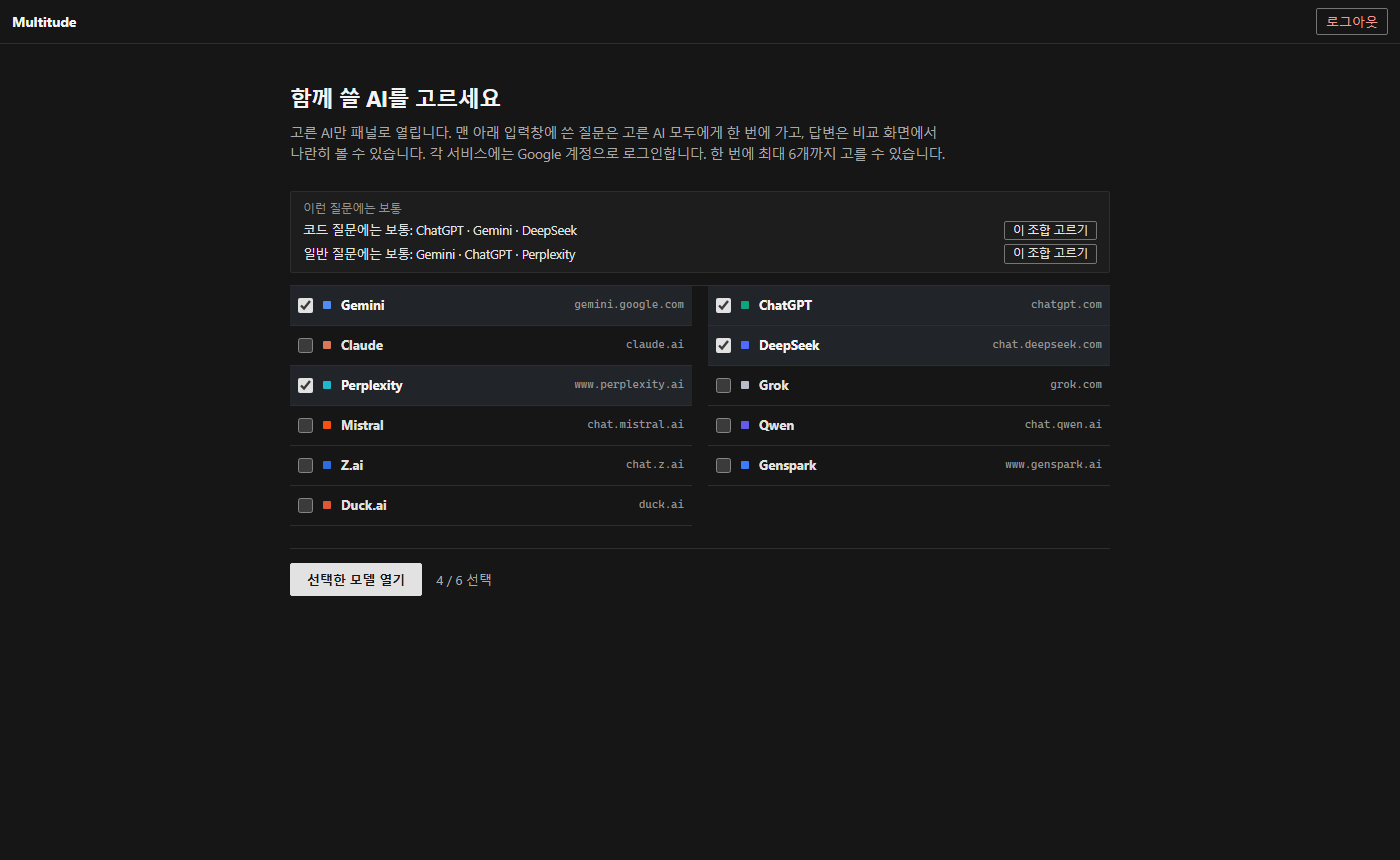 Multitude
로그아웃
함께 쓸 AI를 고르세요
고른 AI만 패널로 열립니다. 맨 아래 입력창에 쓴 질문은 고른 AI 모두에게 한 번에 가고, 답변은 비교 화면에서
나란히 볼 수 있습니다. 각 서비스에는 Google 계정으로 로그인합니다. 한 번에 최대 6개까지 고를 수 있습니다.
이런 질문에는 보통
코드 질문에는 보통: ChatGPT · Gemini · DeepSeek
이 조합 고르기
일반 질문에는 보통: Gemini · ChatGPT · Perplexity
이 조합 고르기
Gemini gemini.google.com
ChatGPT chatgpt.com
Claude claude.ai
DeepSeek chat.deepseek.com
Perplexity www.perplexity.ai
Grok grok.com
Mistral chat.mistral.ai
Qwen chat.qwen.ai
Z.ai chat.z.ai
Genspark www.genspark.ai
Duck.ai duck.ai
선택한 모델 열기
4 / 6 선택